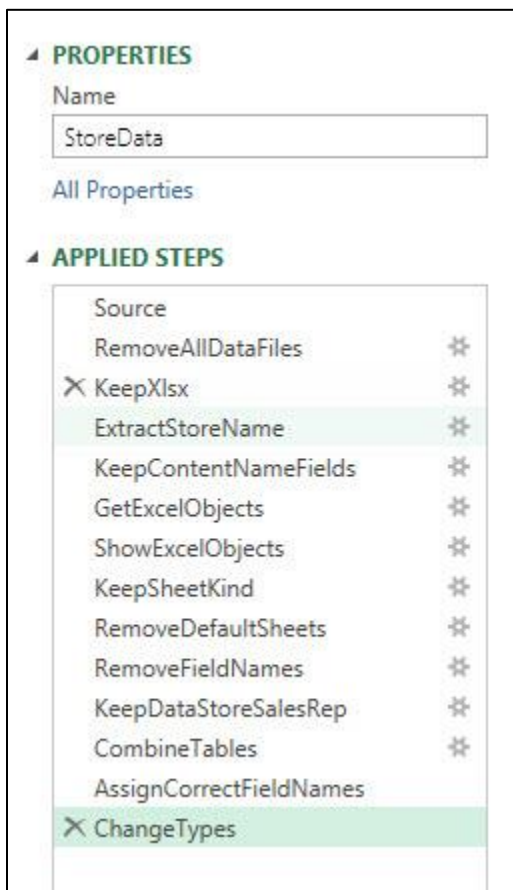 PROPERTIES
Name
StoreData
All Properties
APPLIED STEPS
Source
RemoveAllDataFiles
KeepXlsx
ExtractStoreName
KeepContentNameFields
GetExcelObjects
ShowExcelObjects
KeepSheetKind
RemoveDefaultSheets
RemoveFieldNames
KeepDataStoreSalesRep
CombineTables
AssignCorrectFieldNames
ChangeTypes